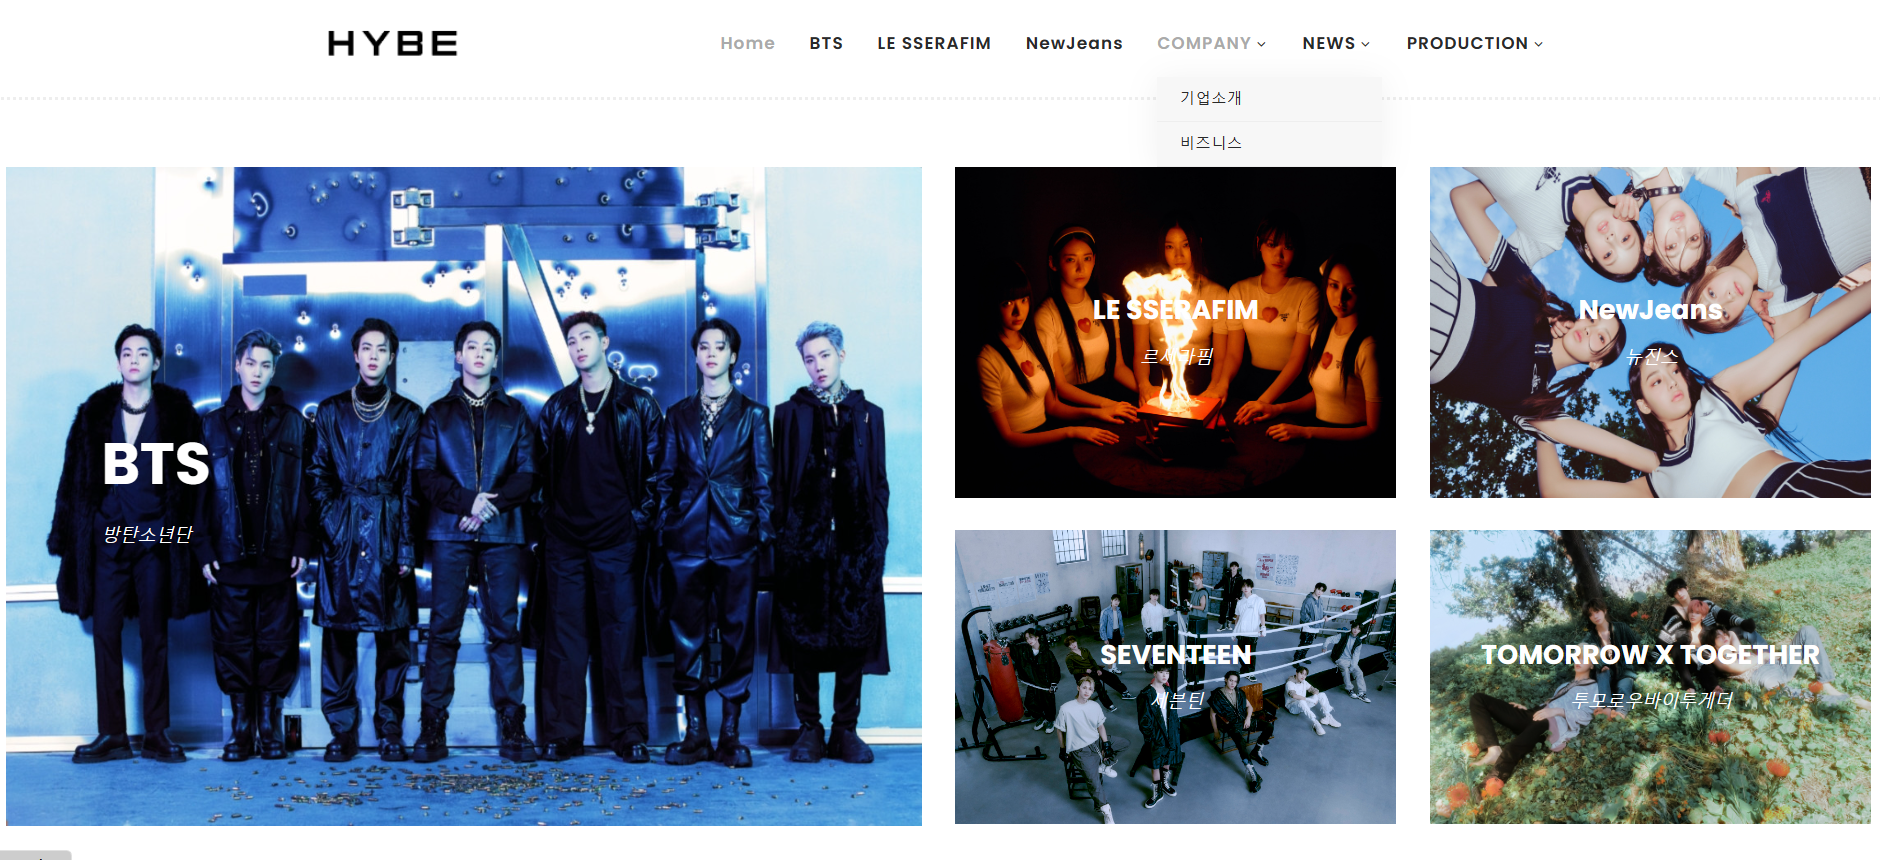 HYBE
Home BTS LE SSERAFIM NewJeans COMPANY NEWS PRODUCTION
기업소개
비즈니스
BTS
방탄소년단
LE SSERAFIM
르세라핌
NewJeans
뉴진스
SEVENTEEN
세븐틴
TOMORROW X TOGETHER
투모로우바이투게더